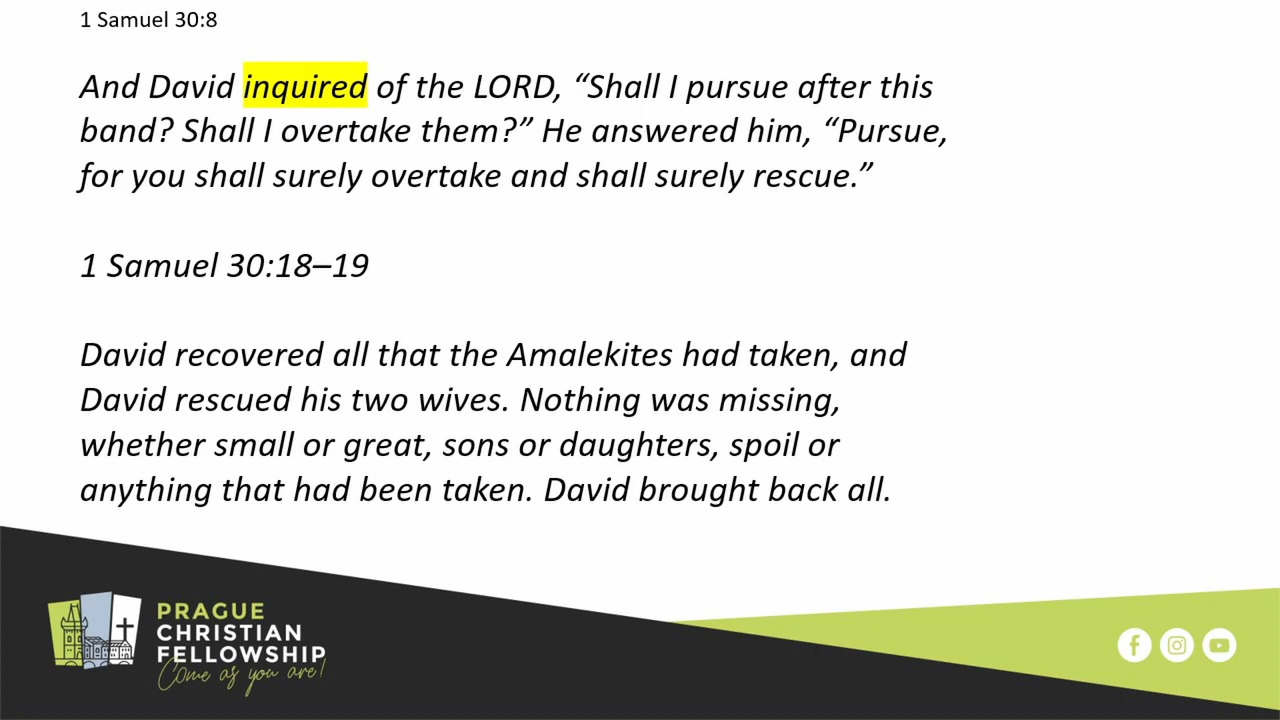 1 Samuel 30:8
And David inquired of the LORD, “Shall I pursue after this
band? Shall I overtake them?” He answered him, “Pursue,
for you shall surely overtake and shall surely rescue.”
1 Samuel 30:18–19
David recovered all that the Amalekites had taken, and
David rescued his two wives. Nothing was missing,
whether small or great, sons or daughters, spoil or
anything that had been taken. David brought back all.
PRAGUE
CHRISTIAN
FELLOWSHIP
Come as you are!